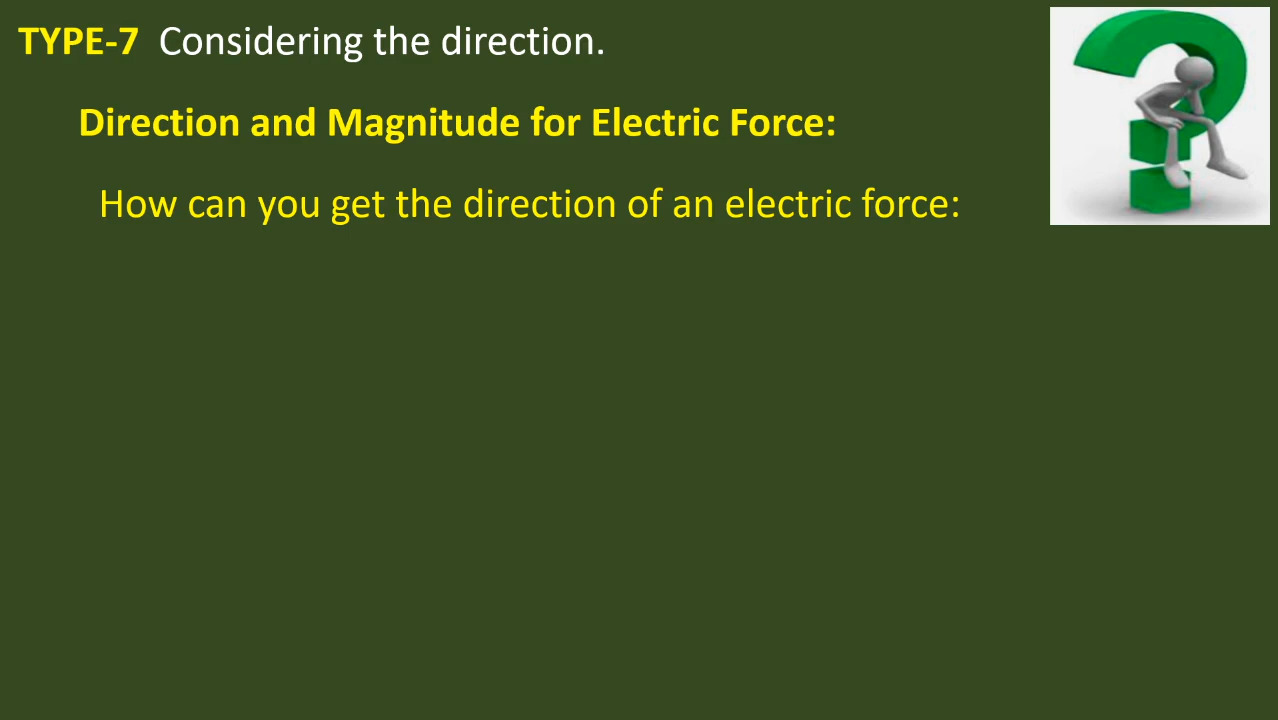 TYPE-7 Considering the direction.
Direction and Magnitude for Electric Force:
How can you get the direction of an electric force: